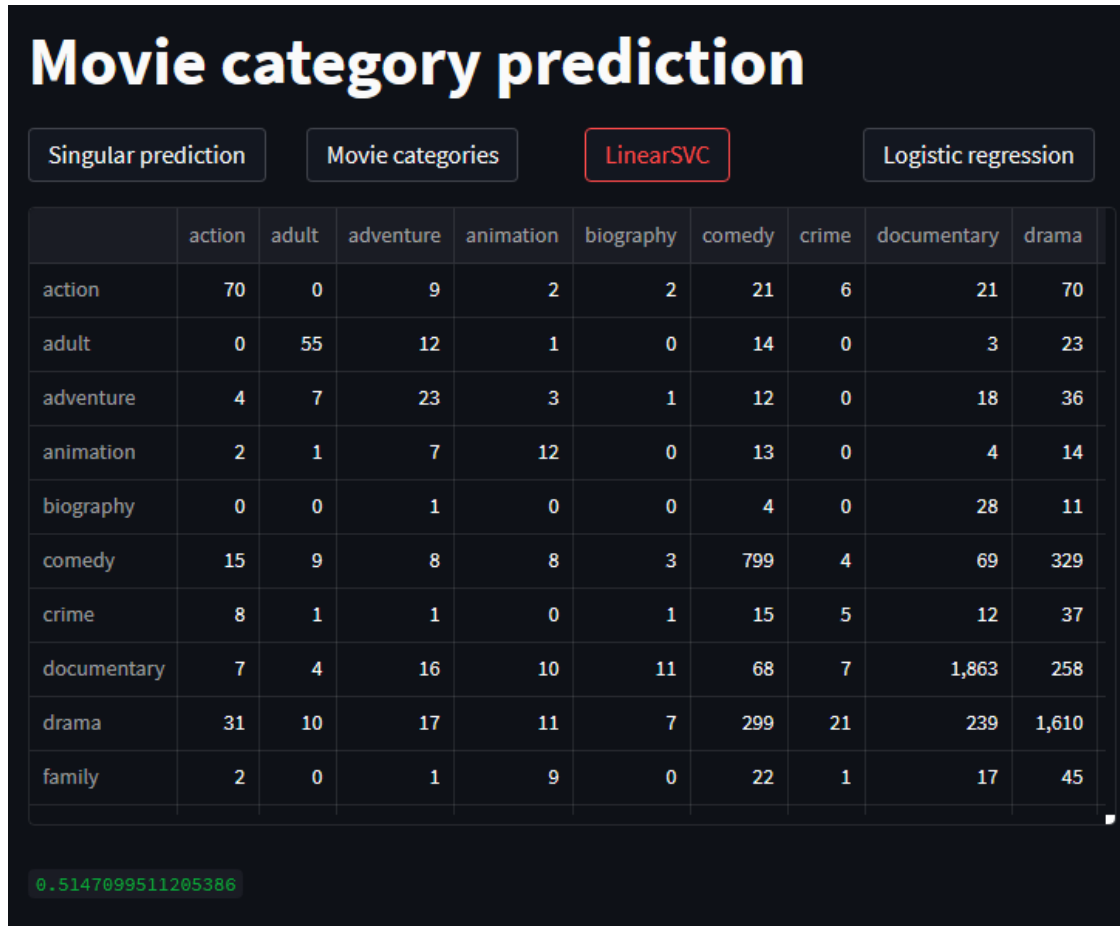 Movie category prediction
Singular prediction Movie categories LinearSVC Logistic regression
action adult adventure animation biography comedy crime documentary drama
action 70 0 9 2 2 21 6 21 70
adult 0 55 12 1 0 14 0 3 23
adventure 4 7 23 3 1 12 0 18 36
animation 2 1 7 12 0 13 0 4 14
biography 0 0 1 0 0 4 0 28 11
comedy 15 9 8 8 3 799 4 69 329
crime 8 1 1 0 1 15 5 12 37
documentary 7 4 16 10 11 68 7 1,863 258
drama 31 10 17 11 7 299 21 239 1,610
family 2 0 1 9 0 22 1 17 45
0.5147099511205386